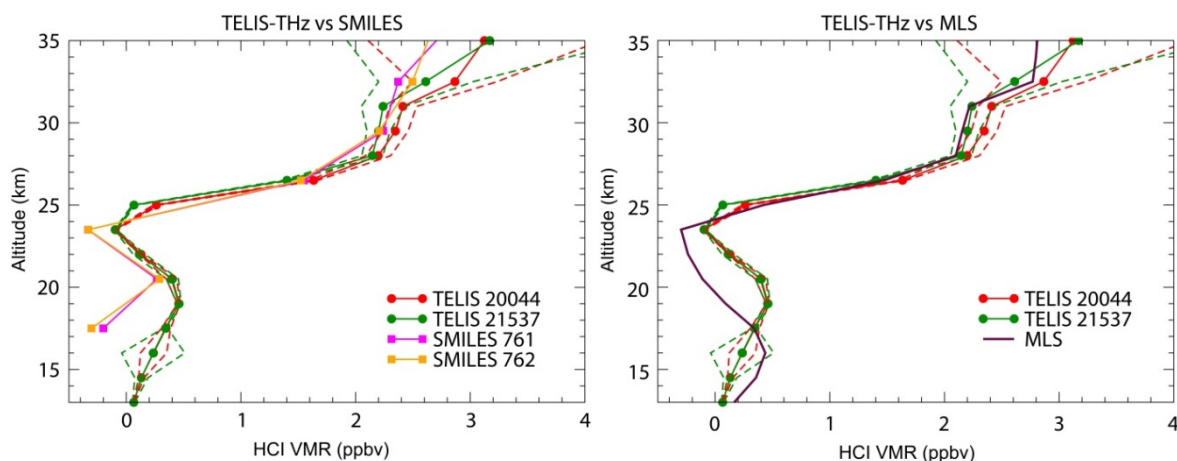 TELIS-THz vs SMILES
35
30
25
20
15
Altitude (km)
TELIS 20044
TELIS 21537
SMILES 761
SMILES 762
0 1 2 3 4
HCl VMR (ppbv)
TELIS-THz vs MLS
35
30
25
20
15
Altitude (km)
TELIS 20044
TELIS 21537
MLS
0 1 2 3 4
HCl VMR (ppbv)